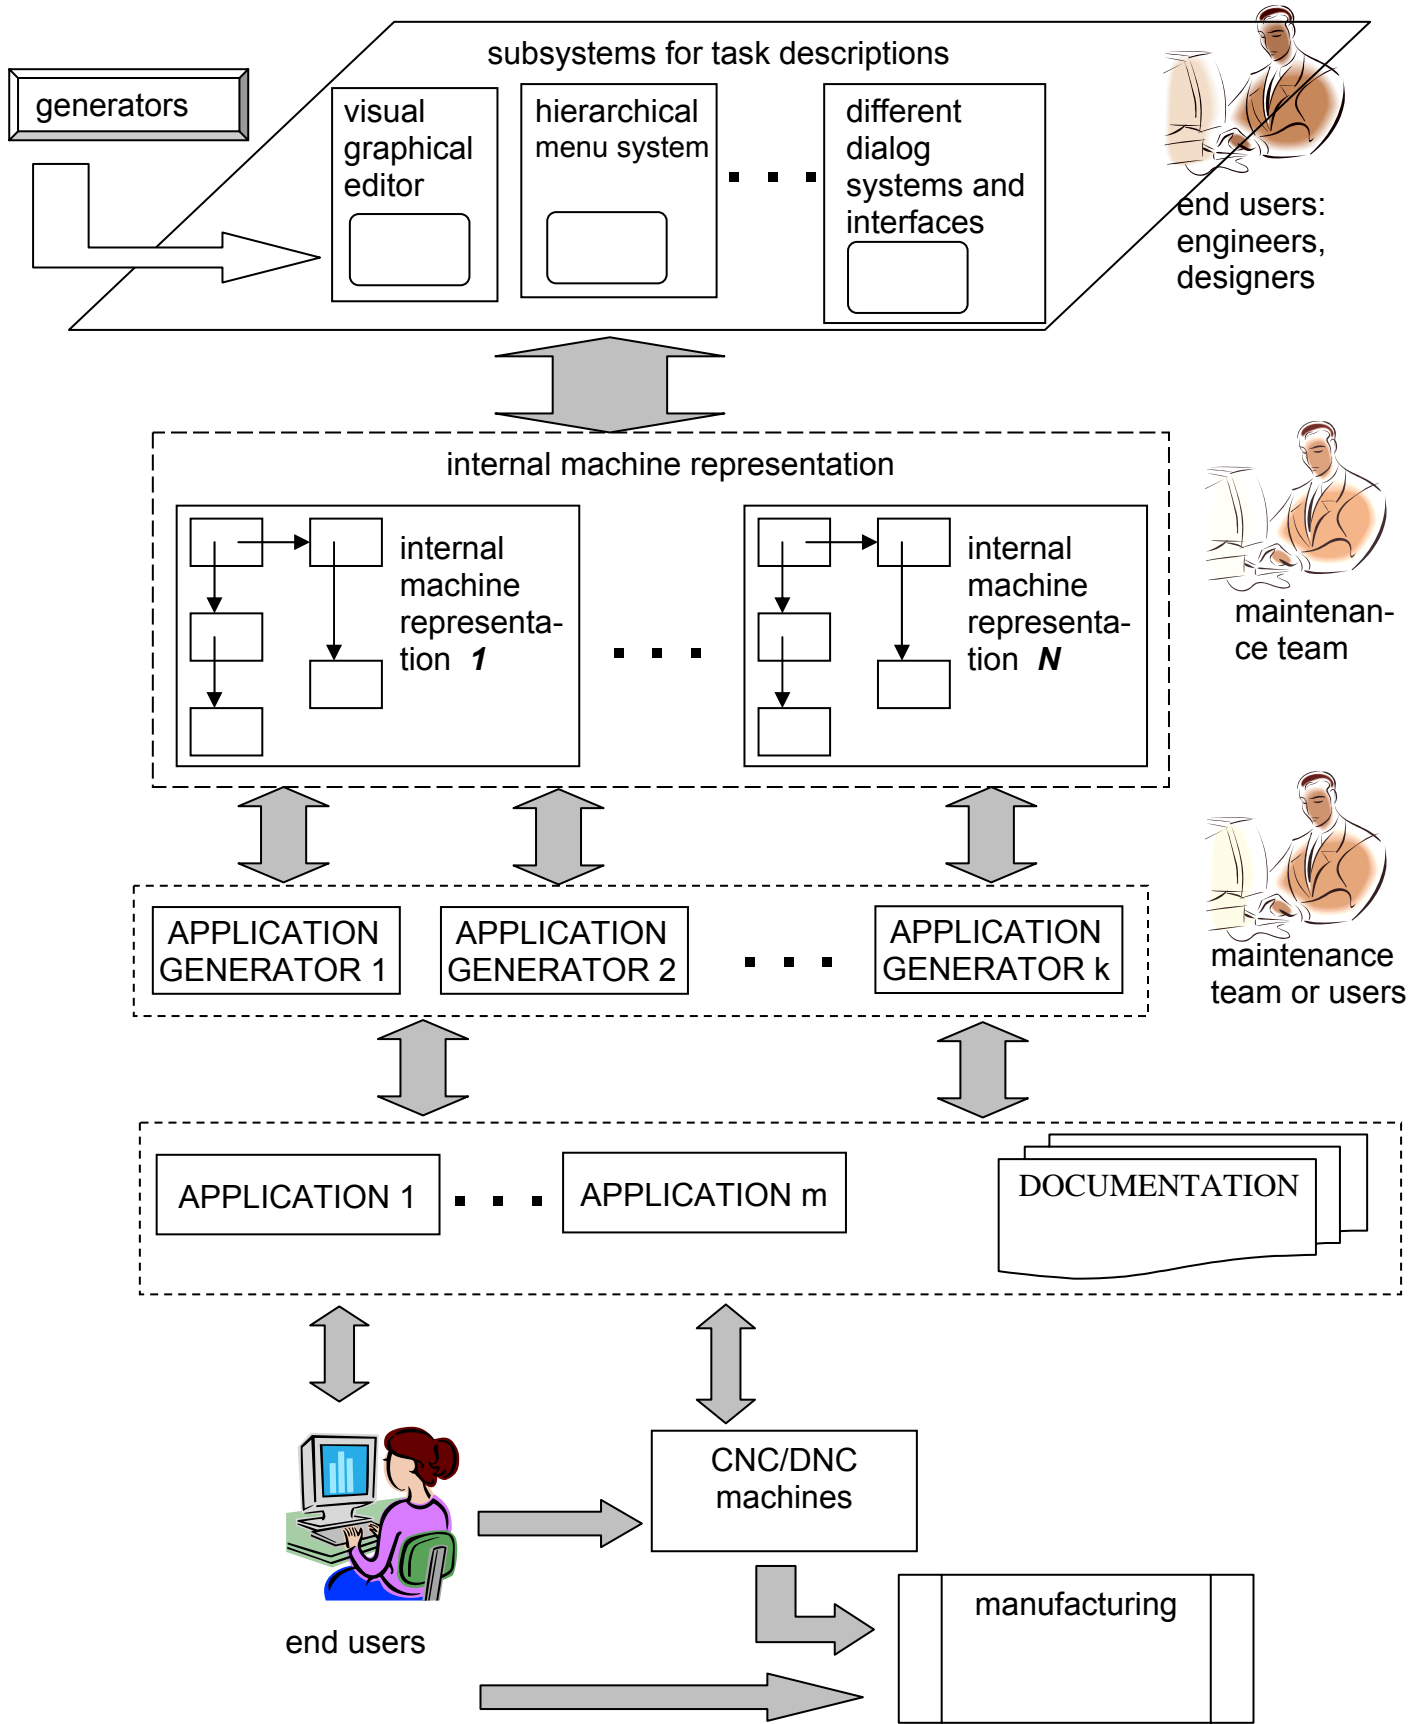 subsystems for task descriptions
generators
visual
graphical
editor
hierarchical
menu system
different
dialog
systems and
interfaces
end users:
engineers,
designers
internal machine representation
internal
machine
representa-
tion 1
internal
machine
representa-
tion N
maintenan-
ce team
APPLICATION
GENERATOR 1
APPLICATION
GENERATOR 2
APPLICATION
GENERATOR k
maintenance
team or users
APPLICATION 1
APPLICATION m
DOCUMENTATION
CNC/DNC
machines
end users
manufacturing